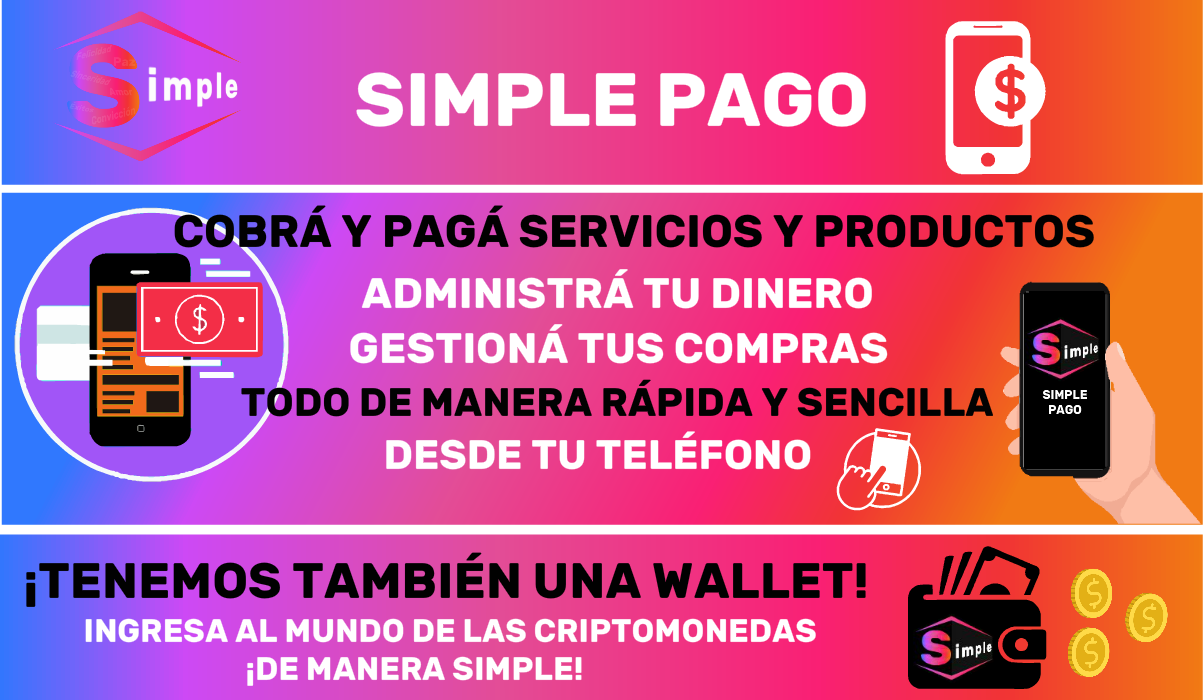 Simple
SIMPLE PAGO
$
COBRÁ Y PAGÁ SERVICIOS Y PRODUCTOS
$
ADMINISTRÁ TU DINERO
GESTIONÁ TUS COMPRAS
TODO DE MANERA RÁPIDA Y SENCILLA
DESDE TU TELÉFONO
Simple
SIMPLE
PAGO
¡TENEMOS TAMBIÉN UNA WALLET!
INGRESA AL MUNDO DE LAS CRIPTOMONEDAS
¡DE MANERA SIMPLE!
Simple
$
$
$